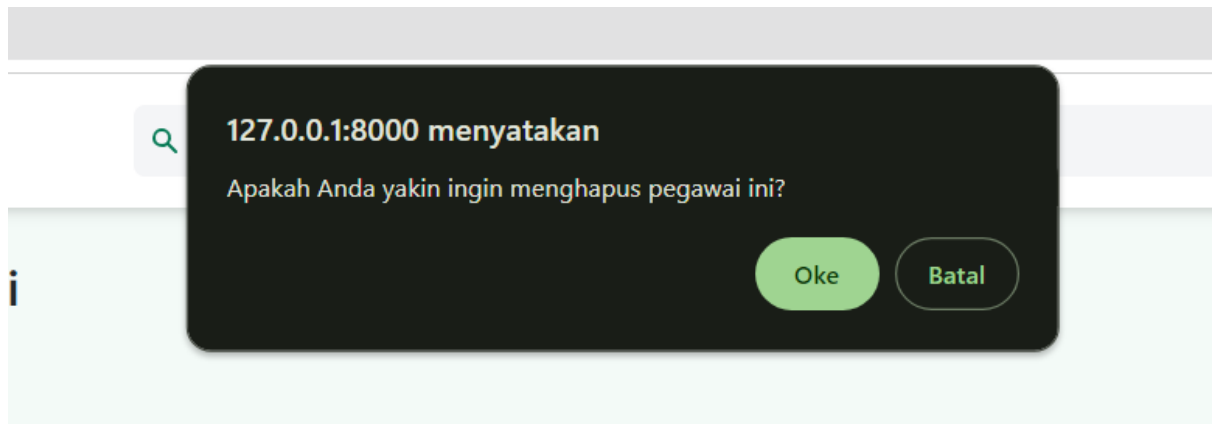 127.0.0.1:8000 menyatakan
Apakah Anda yakin ingin menghapus pegawai ini?
Oke Batal
i